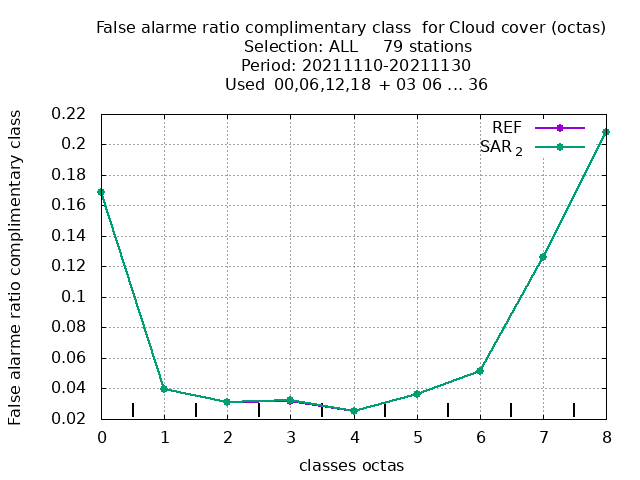 False alarme ratio complimentary class  for Cloud cover (octas)
Selection: ALL     79 stations
Period: 20211110-20211130
Used  00,06,12,18 + 03 06 ... 36
REF
SAR 2
0.22
0.2
0.18
0.16
0.14
0.12
0.1
0.08
0.06
0.04
0.02
False alarme ratio complimentary class
0 1 2 3 4 5 6 7 8
classes octas